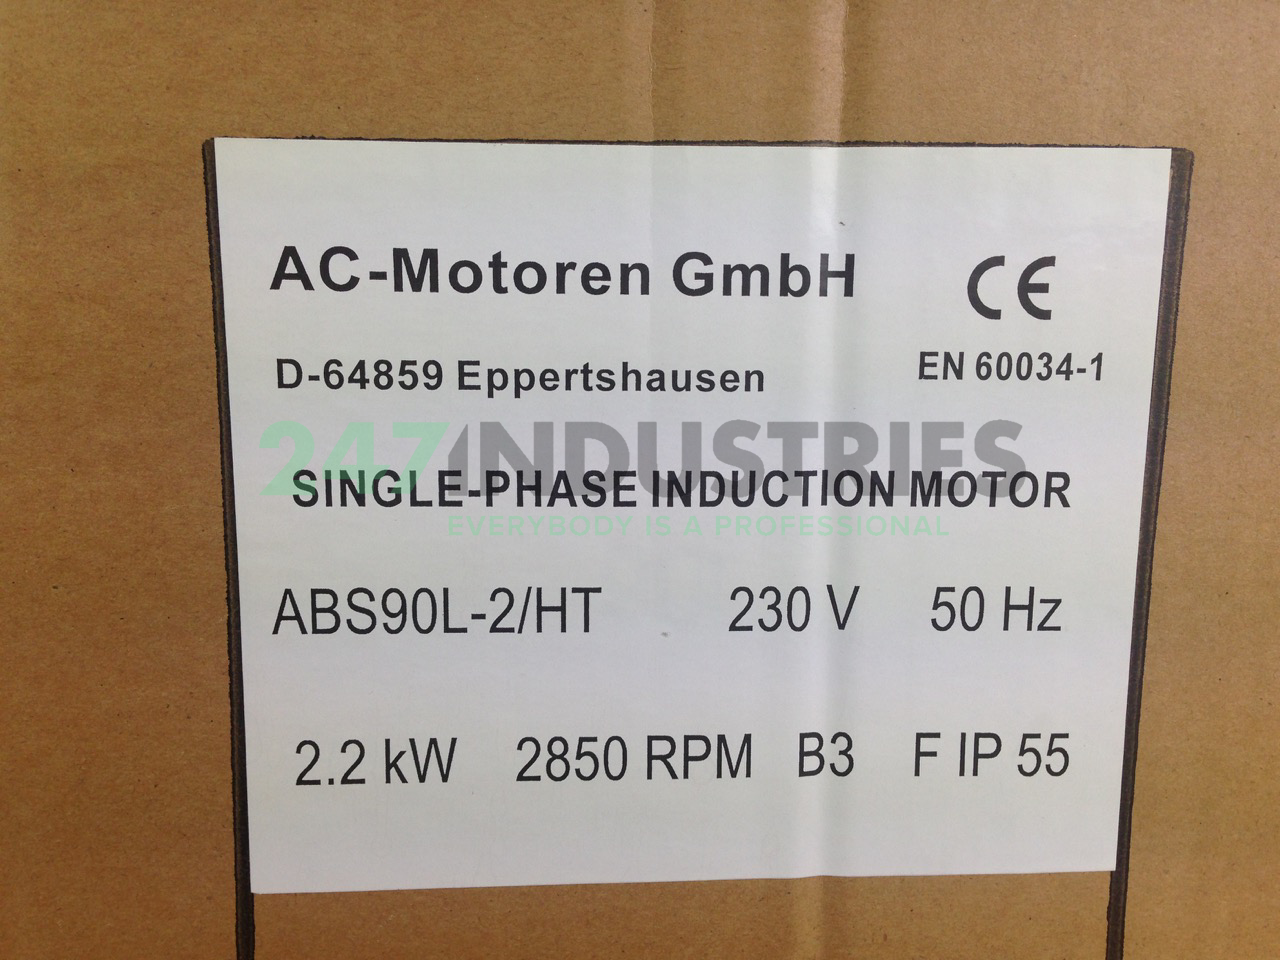 AC-Motoren GmbH
CE
D-64859 Eppertshausen
EN 60034-1
247INDUSTRIES
SINGLE-PHASE INDUCTION MOTOR
EVERYBODY IS A PROFESSIONAL
ABS90L-2/HT 230 V 50 Hz
2.2 kW 2850 RPM B3 F IP 55